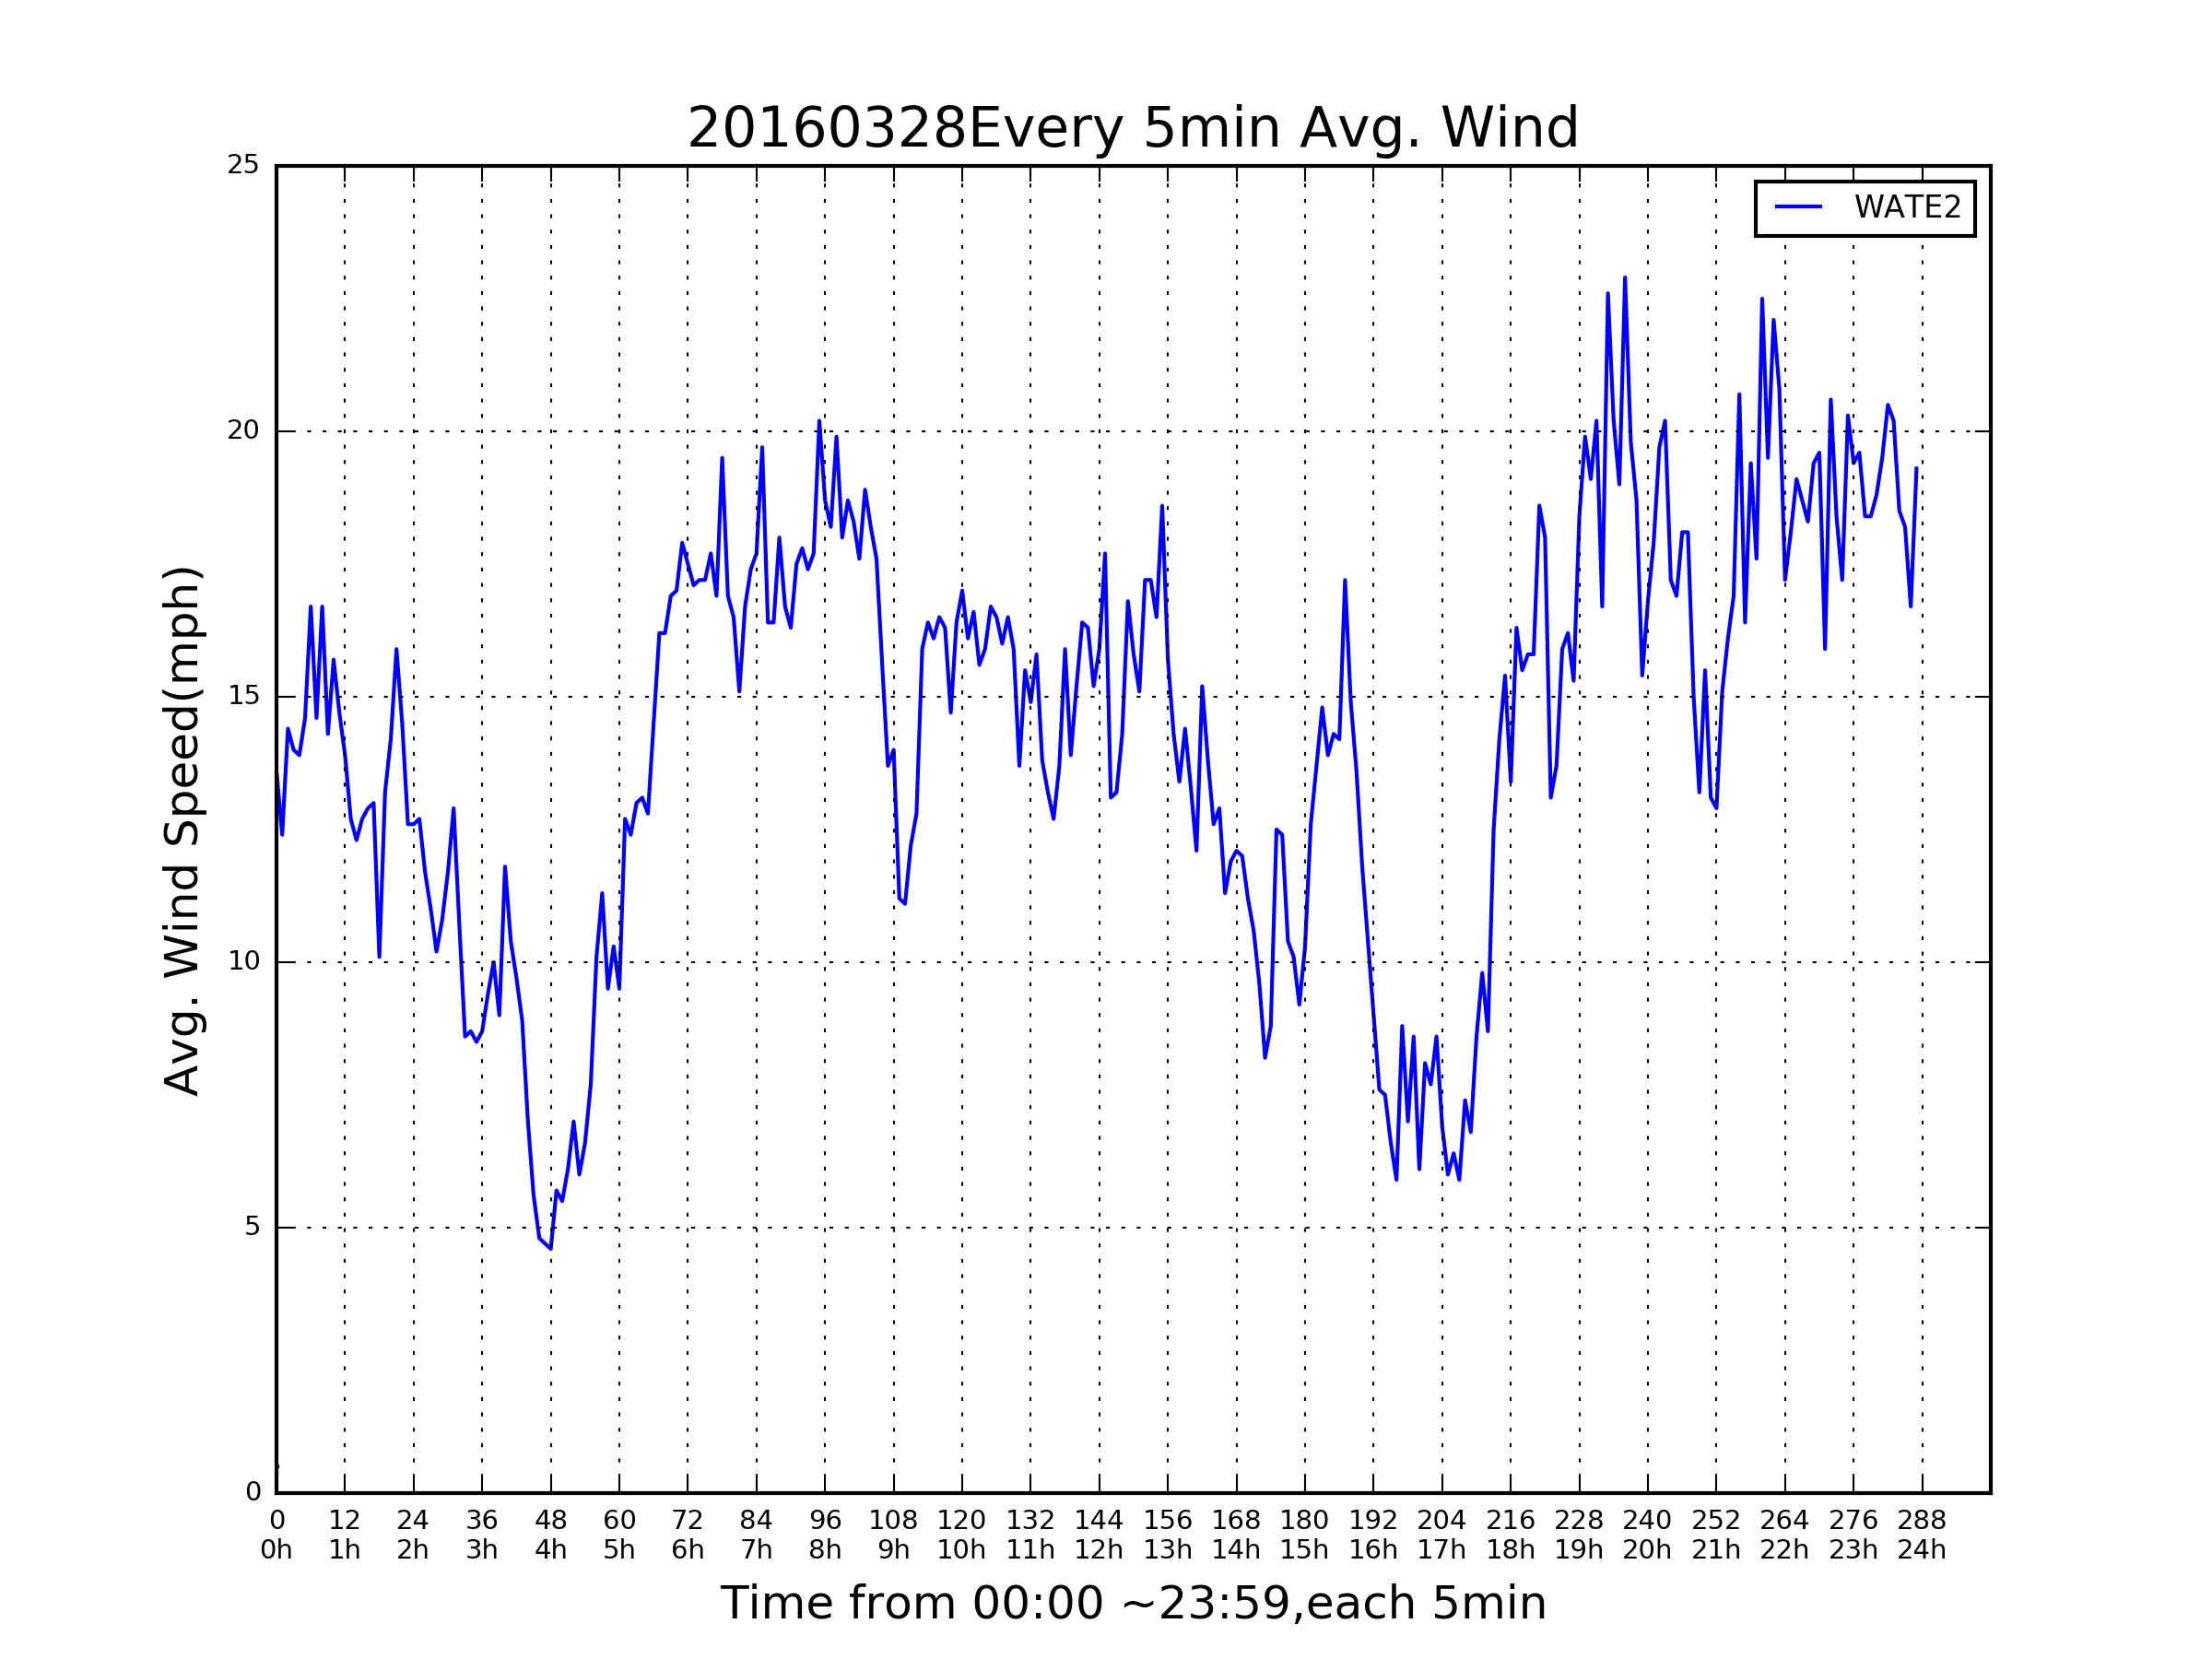 20160328Every 5min Avg. Wind
WATE2
Avg. Wind Speed(mph)
25
20
15
10
5
0
0 12 24 36 48 60 72 84 96 108 120 132 144 156 168 180 192 204 216 228 240 252 264 276 288
0h 1h 2h 3h 4h 5h 6h 7h 8h 9h 10h 11h 12h 13h 14h 15h 16h 17h 18h 19h 20h 21h 22h 23h 24h
Time from 00:00 ~23:59,each 5min